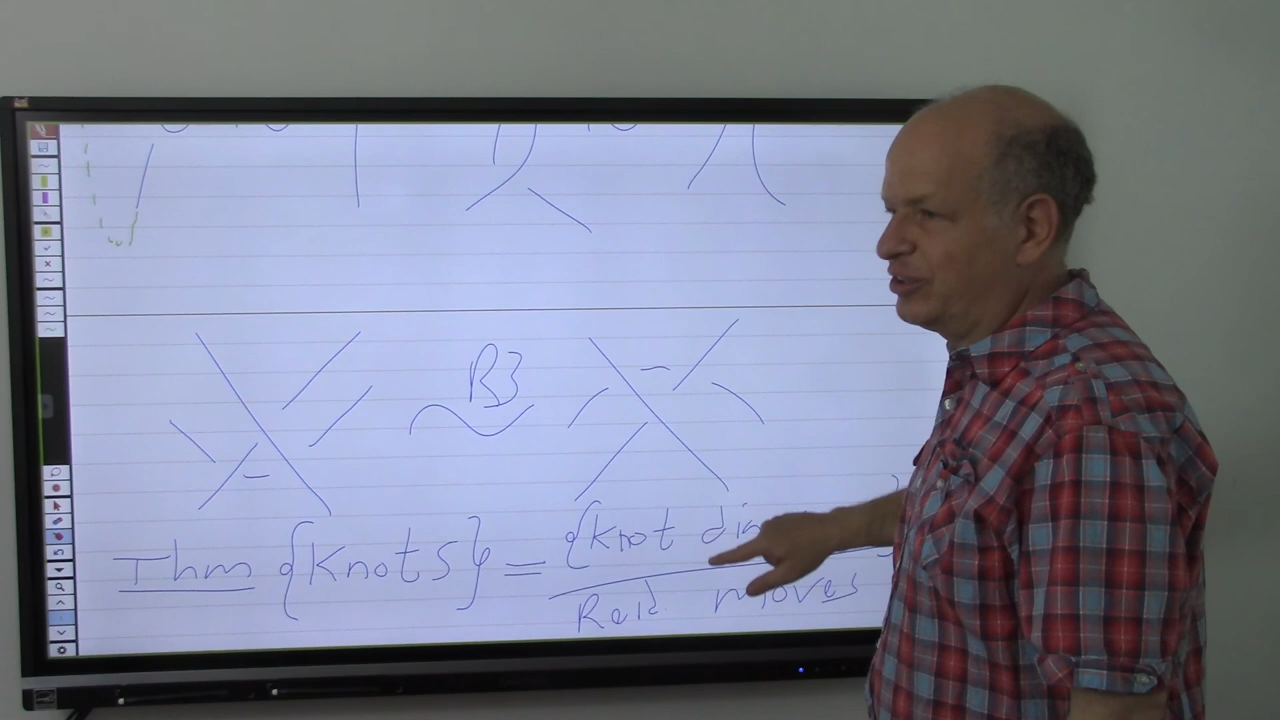 R3
Thm {Knots} = {knot di
Reid. moves